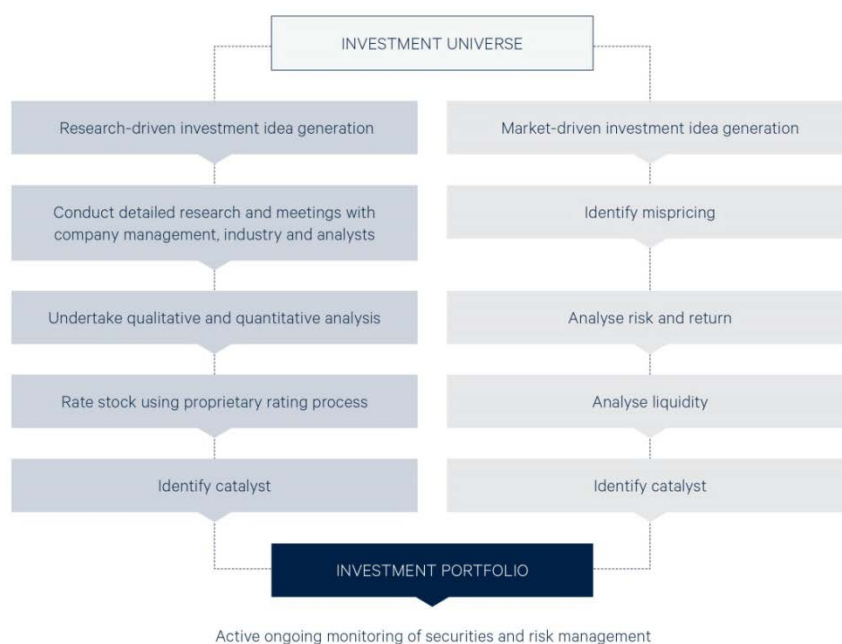 INVESTMENT UNIVERSE
Research-driven investment idea generation
Conduct detailed research and meetings with
company management, industry and analysts
Undertake qualitative and quantitative analysis
Rate stock using proprietary rating process
Identify catalyst
Market-driven investment idea generation
Identify mispricing
Analyse risk and return
Analyse liquidity
Identify catalyst
INVESTMENT PORTFOLIO
Active ongoing monitoring of securities and risk management